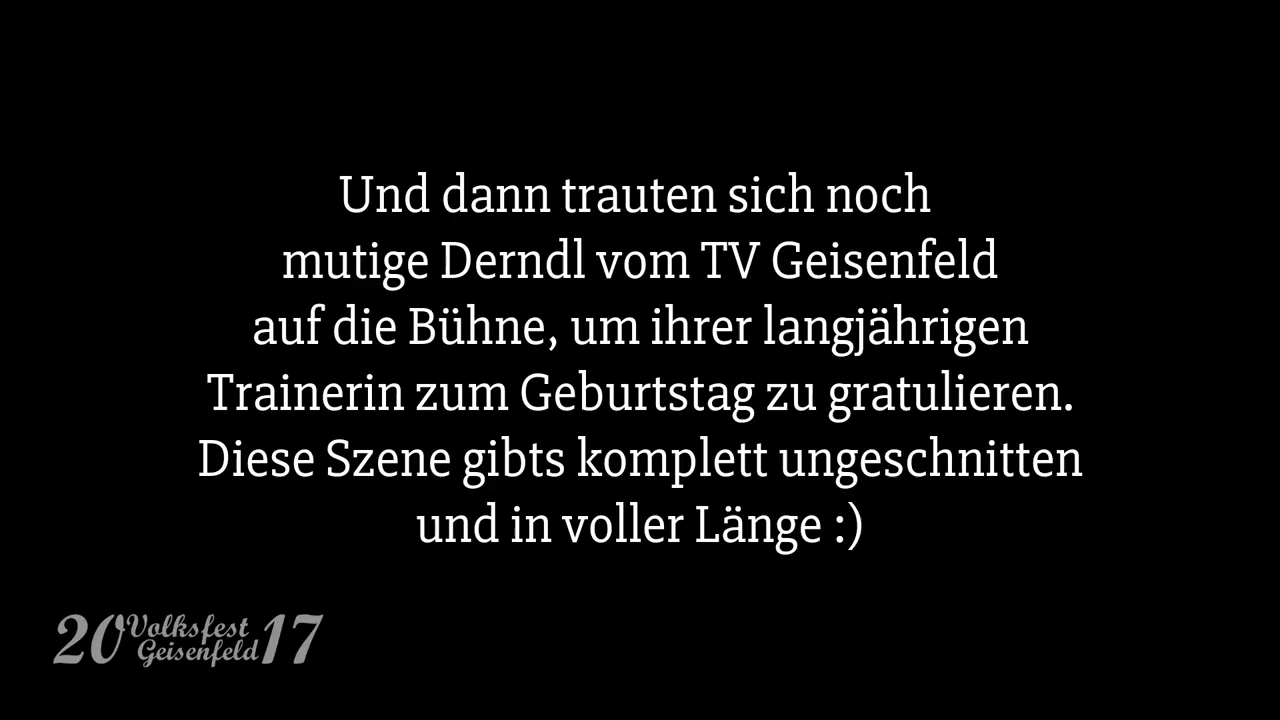 Und dann trauten sich noch
mutige Derndl vom TV Geisenfeld
auf die Bühne, um ihrer langjährigen
Trainerin zum Geburtstag zu gratulieren.
Diese Szene gibts komplett ungeschnitten
und in voller Länge :)
20 Volksfest 17
Geisenfeld